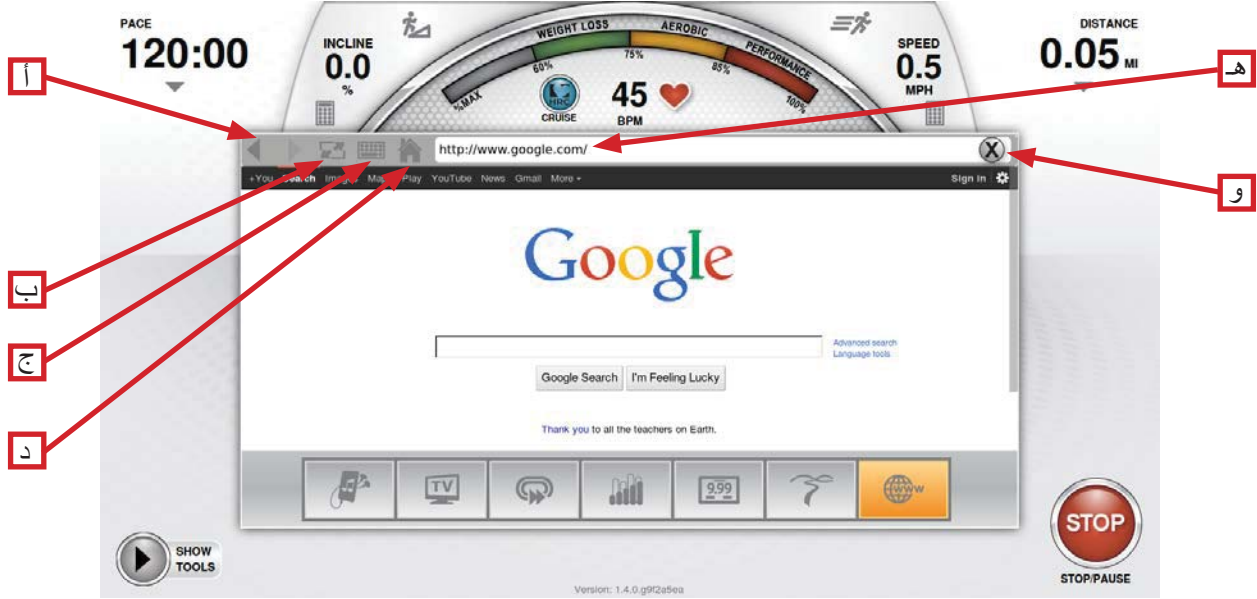 PACE
120:00
INCLINE
0.0
%
WEIGHT LOSS
AEROBIC
PERFORMANCE
%MAX
60%
75%
85%
100%
HRC
CRUISE
45
BPM
SPEED
0.5
MPH
DISTANCE
0.05 MI
أ
هـ
http://www.google.com/
X
و
+You Search Images Maps Play YouTube News Gmail More
Sign in
ب
Google
ج
Advanced search
Language tools
Google Search
I'm Feeling Lucky
د
Thank you to all the teachers on Earth.
TV
9.99
www
SHOW
TOOLS
STOP
STOP/PAUSE
Version: 1.4.0.g9f2a5ea